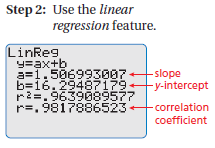 Step 2: Use the linear
regression feature.
LinReg
y=ax+b
a=1.506993007
b=16.29487179
r²=.9639089577
r=.9817886523
slope
y-intercept
correlation
coefficient